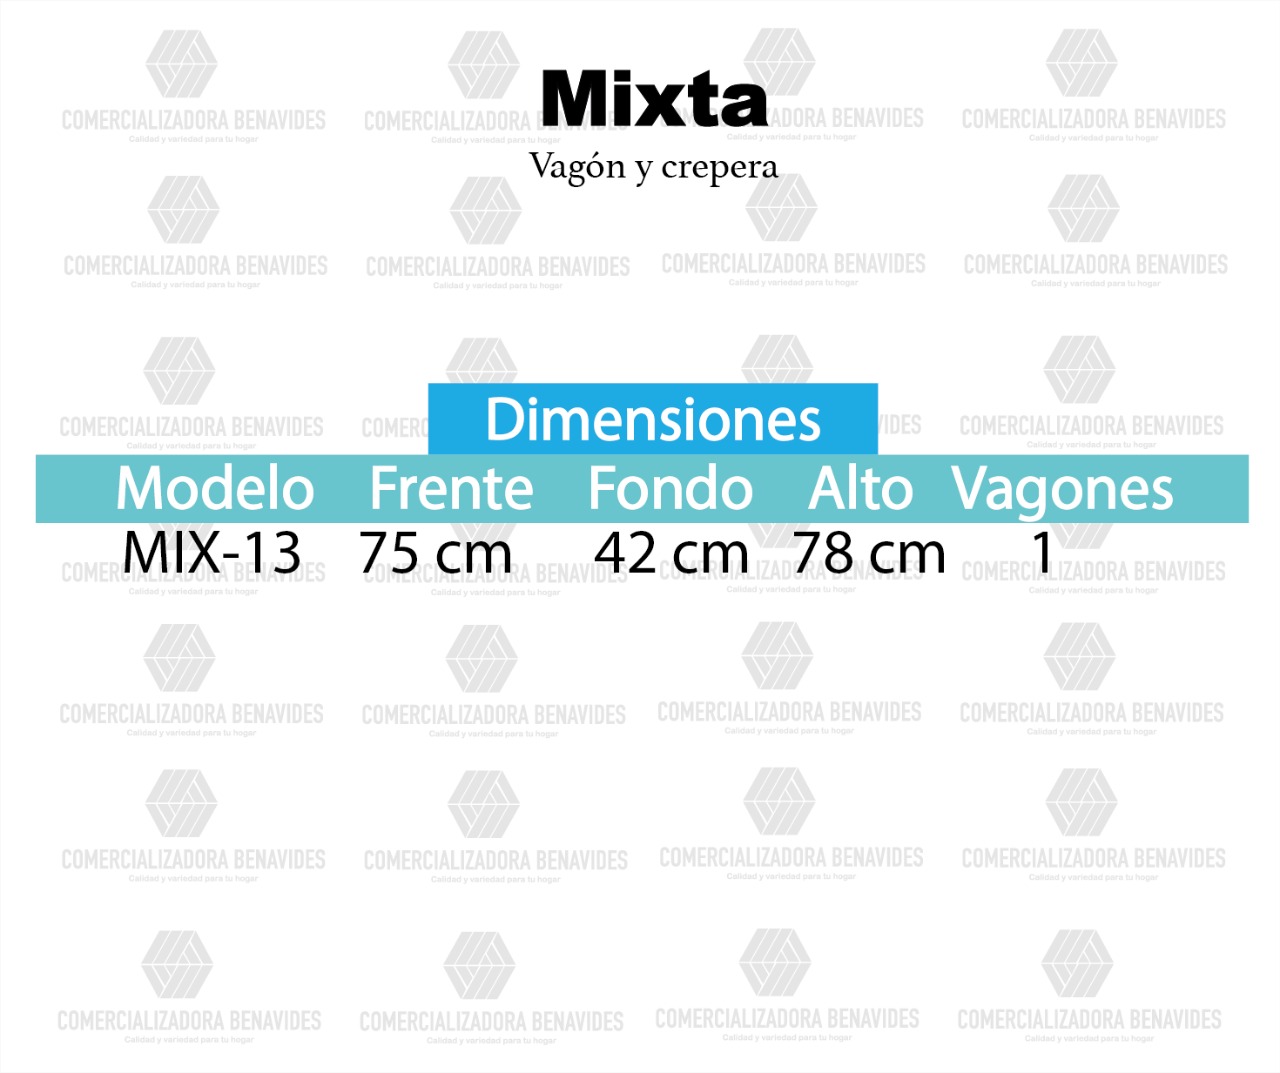 Mixta
Vagón y crepera
Dimensiones
Modelo Frente Fondo Alto Vagones
MIX-13 75 cm 42 cm 78 cm 1
COMERCIALIZADORA BENAVIDES
Calidad y variedad para tu hogar